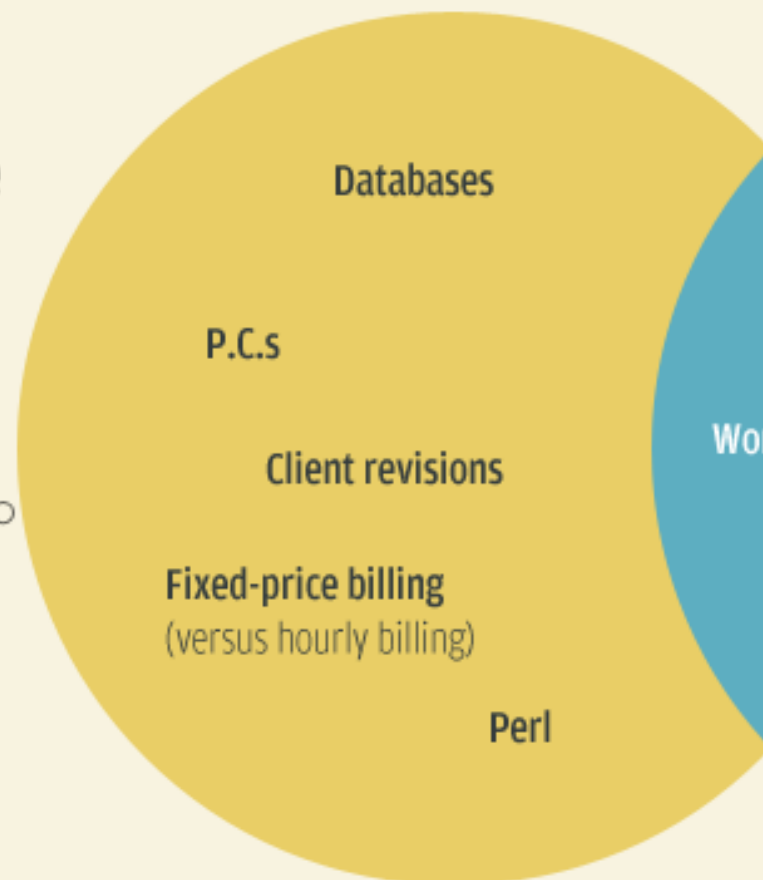 Databases
P.C.s
Client revisions
Fixed-price billing
(versus hourly billing)
Perl